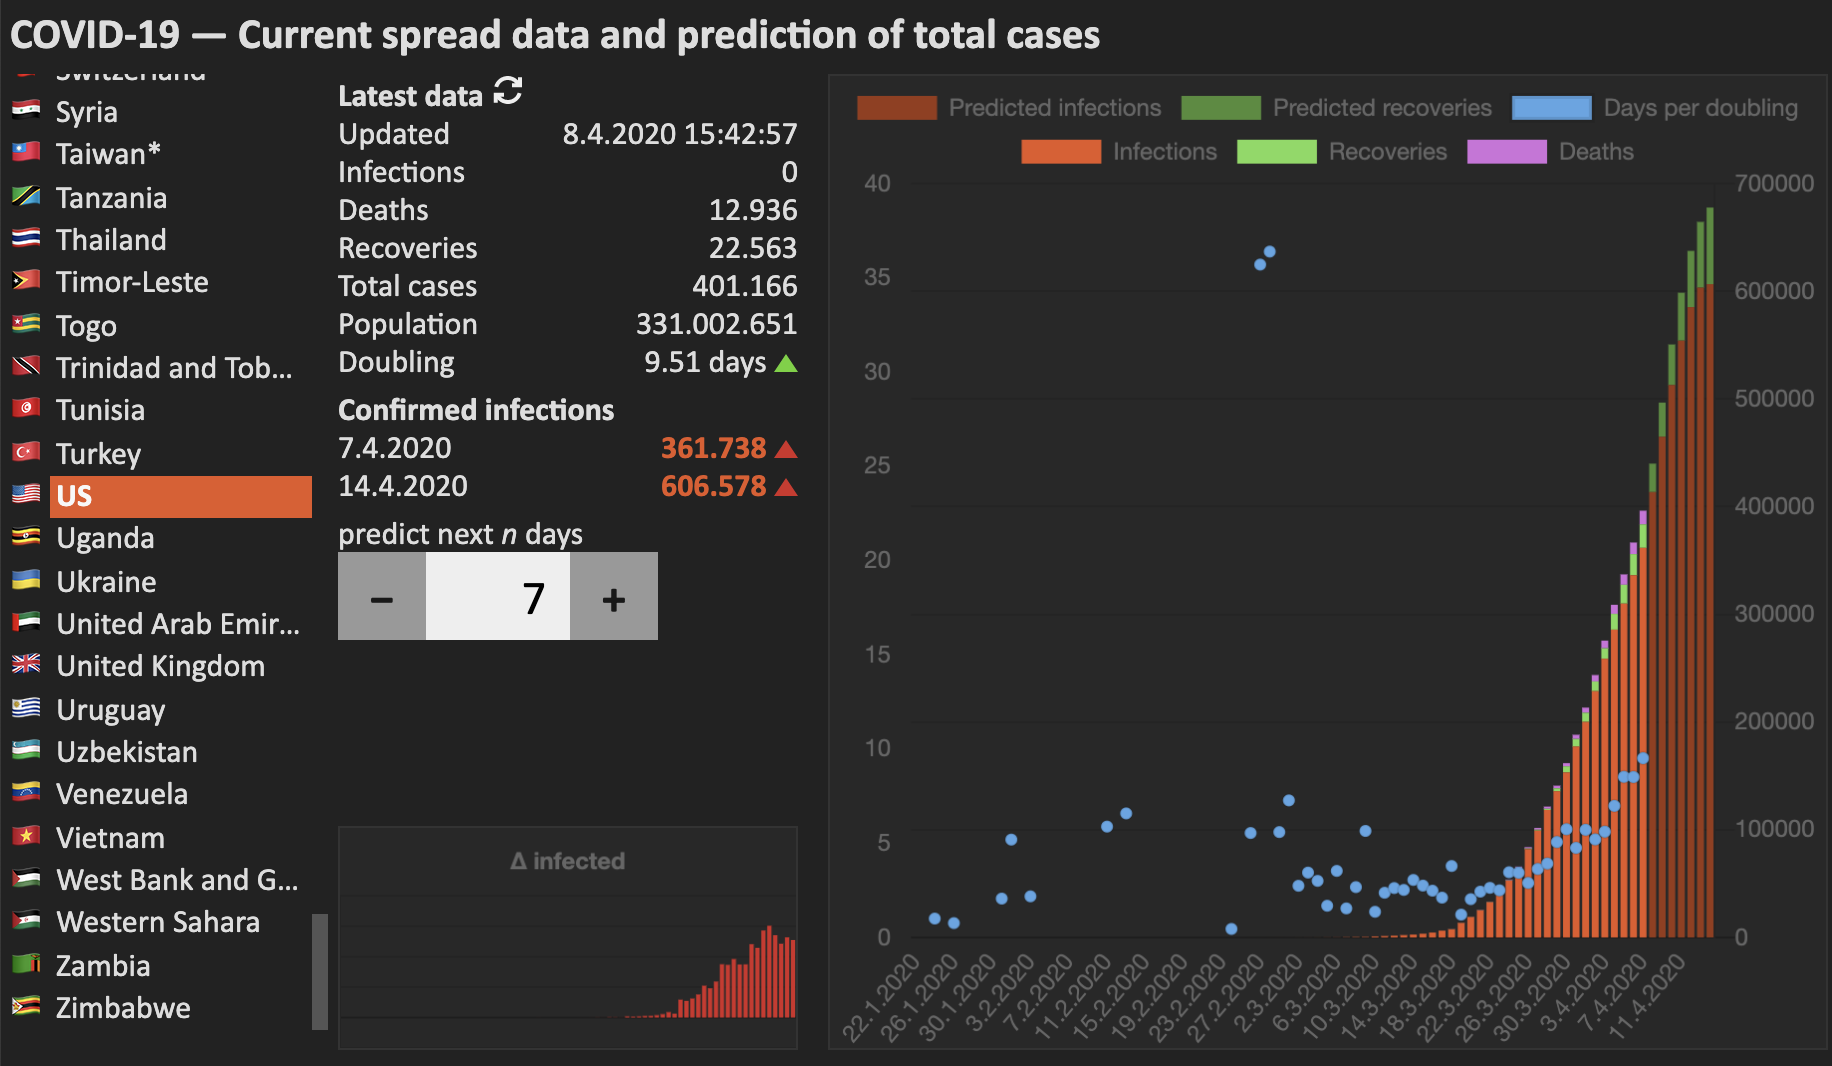 COVID-19 — Current spread data and prediction of total cases
Switzerland
Syria
Taiwan*
Tanzania
Thailand
Timor-Leste
Togo
Trinidad and Tob...
Tunisia
Turkey
US
Uganda
Ukraine
United Arab Emir...
United Kingdom
Uruguay
Uzbekistan
Venezuela
Vietnam
West Bank and G...
Western Sahara
Zambia
Zimbabwe
Latest data
Updated 8.4.2020 15:42:57
Infections 0
Deaths 12.936
Recoveries 22.563
Total cases 401.166
Population 331.002.651
Doubling 9.51 days
Confirmed infections
7.4.2020 361.738
14.4.2020 606.578
predict next n days
− 7 +
Δ infected
Predicted infections Predicted recoveries Days per doubling
Infections Recoveries Deaths
40 700000
35
600000
30
500000
25
400000
20
300000
15
200000
10
100000
5
0 0
22.1.2020 26.1.2020 30.1.2020 3.2.2020 7.2.2020 11.2.2020 15.2.2020 19.2.2020 23.2.2020 27.2.2020 2.3.2020 6.3.2020 10.3.2020 14.3.2020 18.3.2020 22.3.2020 26.3.2020 30.3.2020 3.4.2020 7.4.2020 11.4.2020